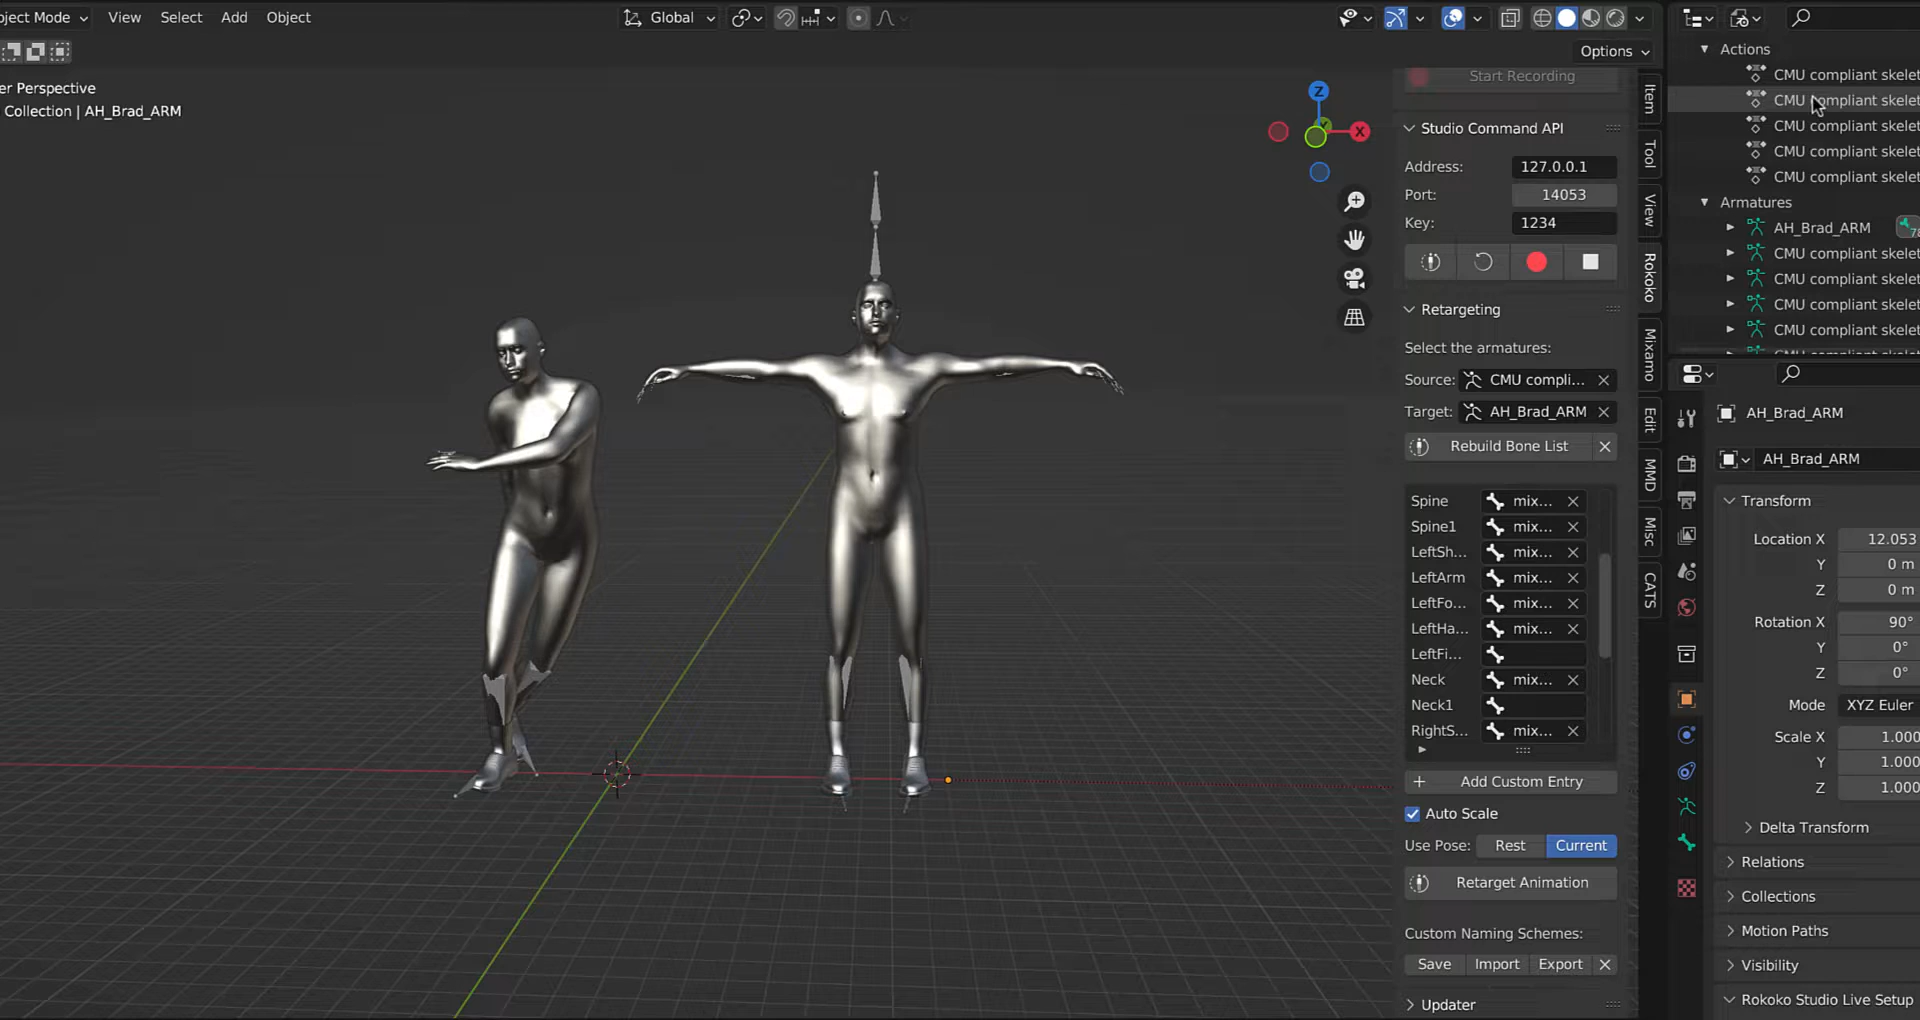 oject Mode
View
Select
Add
Object
Global
Options
er Perspective
Collection | AH_Brad_ARM
Z
X
Start Recording
Studio Command API
Address: 127.0.0.1
Port: 14053
Key: 1234
Retargeting
Select the armatures:
Source: CMU compli...
Target: AH_Brad_ARM
Rebuild Bone List
Spine mix...
Spine1 mix...
LeftSh... mix...
LeftArm mix...
LeftFo... mix...
LeftHa... mix...
LeftFi...
Neck mix...
Neck1
RightS... mix...
Add Custom Entry
Auto Scale
Use Pose: Rest Current
Retarget Animation
Custom Naming Schemes:
Save Import Export
Updater
Item
Tool
View
Rokoko
Mixamo
Edit
MMD
Misc
CATS
Actions
CMU compliant skelet
CMU compliant skelet
CMU compliant skelet
CMU compliant skelet
CMU compliant skelet
Armatures
AH_Brad_ARM 78
CMU compliant skelet
CMU compliant skelet
CMU compliant skelet
CMU compliant skelet
AH_Brad_ARM
AH_Brad_ARM
Transform
Location X 12.053
Y 0 m
Z 0 m
Rotation X 90°
Y 0°
Z 0°
Mode XYZ Euler
Scale X 1.000
Y 1.000
Z 1.000
Delta Transform
Relations
Collections
Motion Paths
Visibility
Rokoko Studio Live Setup